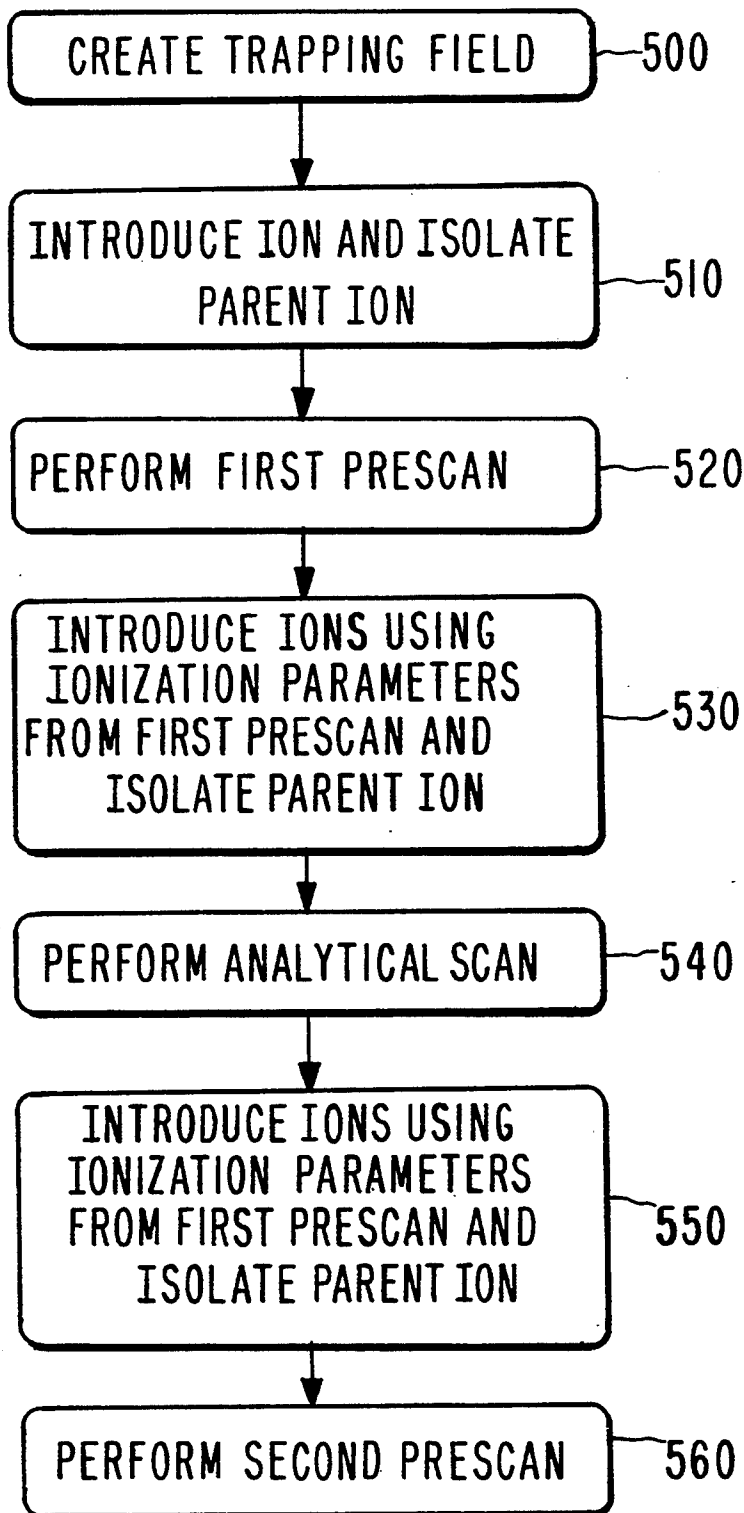 CREATE TRAPPING FIELD
500
INTRODUCE ION AND ISOLATE
PARENT ION
510
PERFORM FIRST PRESCAN
520
INTRODUCE IONS USING
IONIZATION PARAMETERS
FROM FIRST PRESCAN AND
ISOLATE PARENT ION
530
PERFORM ANALYTICAL SCAN
540
INTRODUCE IONS USING
IONIZATION PARAMETERS
FROM FIRST PRESCAN AND
ISOLATE PARENT ION
550
PERFORM SECOND PRESCAN
560